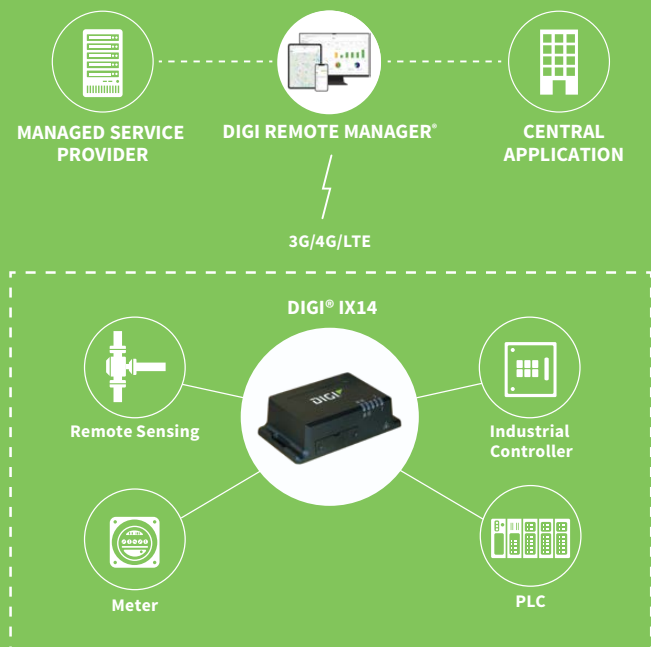 MANAGED SERVICE
PROVIDER
DIGI REMOTE MANAGER®
CENTRAL
APPLICATION
3G/4G/LTE
DIGI® IX14
DIGI
Remote Sensing
Industrial
Controller
Meter
PLC